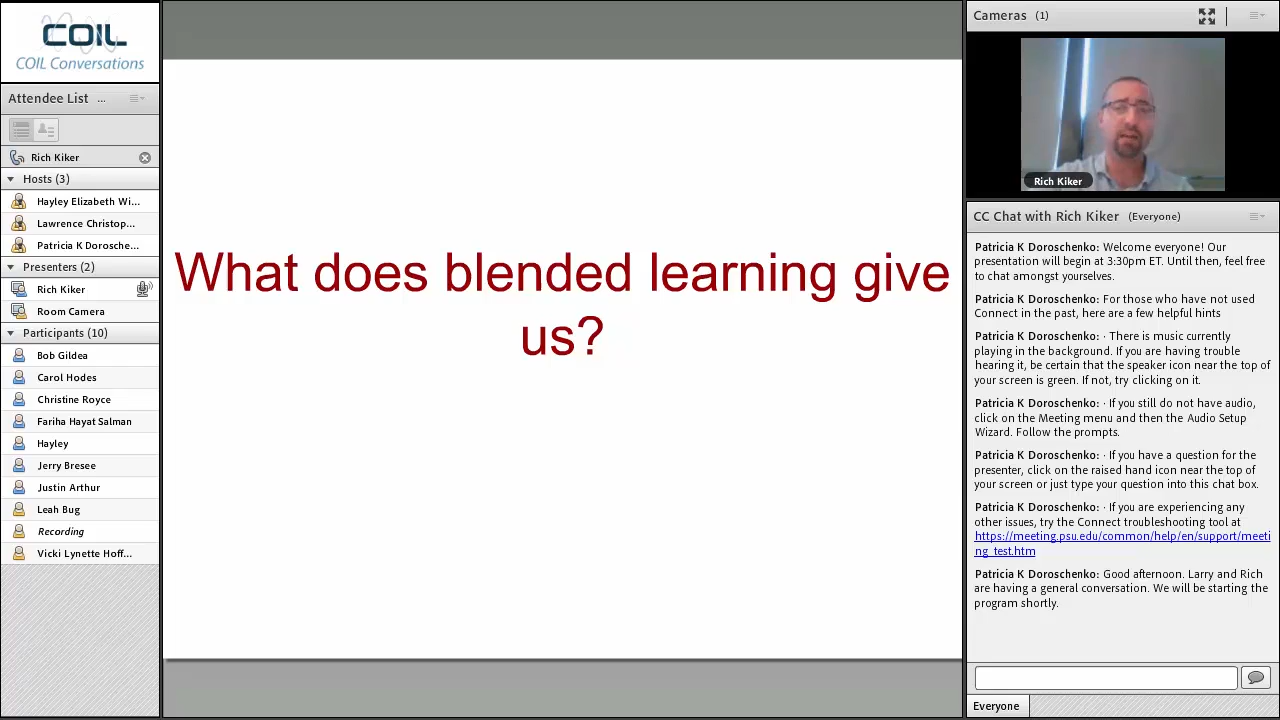 COIL
COIL Conversations
Attendee List ...
Rich Kiker
Hosts (3)
Hayley Elizabeth Wi...
Lawrence Christop...
Patricia K Dorosche...
Presenters (2)
Rich Kiker
Room Camera
Participants (10)
Bob Gildea
Carol Hodes
Christine Royce
Fariha Hayat Salman
Hayley
Jerry Bresee
Justin Arthur
Leah Bug
Recording
Vicki Lynette Hoff...
What does blended learning give
us?
Cameras (1)
Rich Kiker
CC Chat with Rich Kiker (Everyone)
Patricia K Doroschenko: Welcome everyone! Our
presentation will begin at 3:30pm ET. Until then, feel free
to chat amongst yourselves.
Patricia K Doroschenko: For those who have not used
Connect in the past, here are a few helpful hints
Patricia K Doroschenko: · There is music currently
playing in the background. If you are having trouble
hearing it, be certain that the speaker icon near the top of
your screen is green. If not, try clicking on it.
Patricia K Doroschenko: · If you still do not have audio,
click on the Meeting menu and then the Audio Setup
Wizard. Follow the prompts.
Patricia K Doroschenko: · If you have a question for the
presenter, click on the raised hand icon near the top of
your screen or just type your question into this chat box.
Patricia K Doroschenko: · If you are experiencing any
other issues, try the Connect troubleshooting tool at
https://meeting.psu.edu/common/help/en/support/meeti
ng_test.htm
Patricia K Doroschenko: Good afternoon. Larry and Rich
are having a general conversation. We will be starting the
program shortly.
Everyone